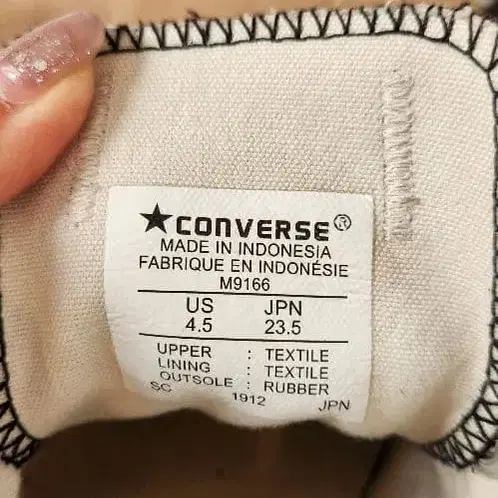 ★CONVERSE®
MADE IN INDONESIA
FABRIQUE EN INDONÉSIE
M9166
US JPN
4.5 23.5
UPPER : TEXTILE
LINING : TEXTILE
OUTSOLE : RUBBER
SC 1912 JPN